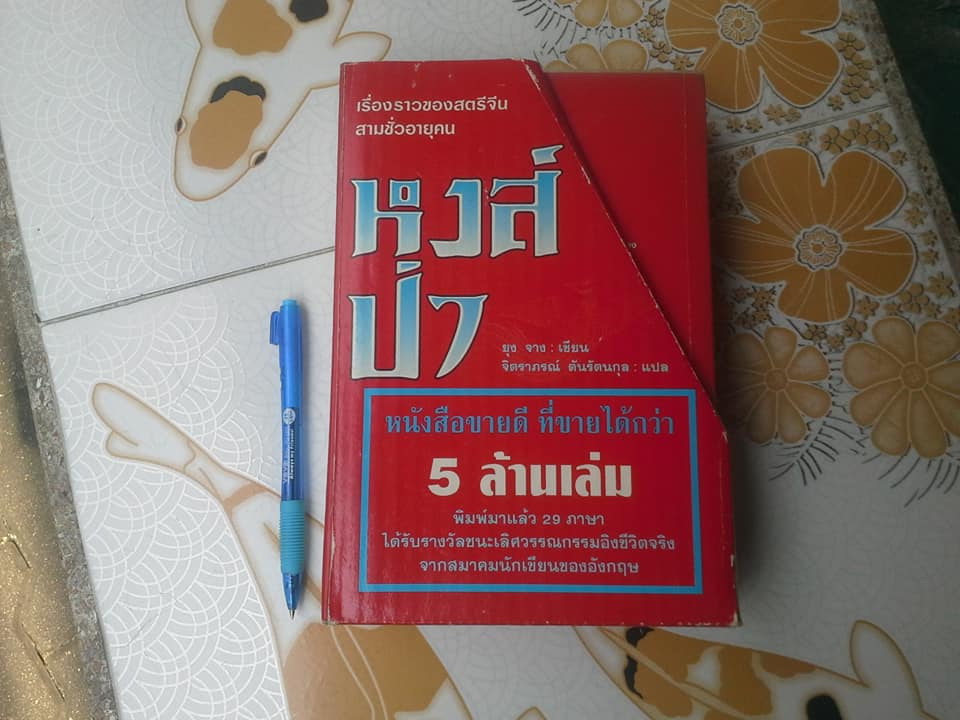 เรื่องราวของสตรีจีน
สามชั่วอายุคน
หงส์
ป่า
ยุง จาง : เขียน
จิตราภรณ์ ตันรัตนกุล : แปล
หนังสือขายดี ที่ขายได้กว่า
5 ล้านเล่ม
พิมพ์มาแล้ว 29 ภาษา
ได้รับรางวัลชนะเลิศวรรณกรรมอิงชีวิตจริง
จากสมาคมนักเขียนของอังกฤษ